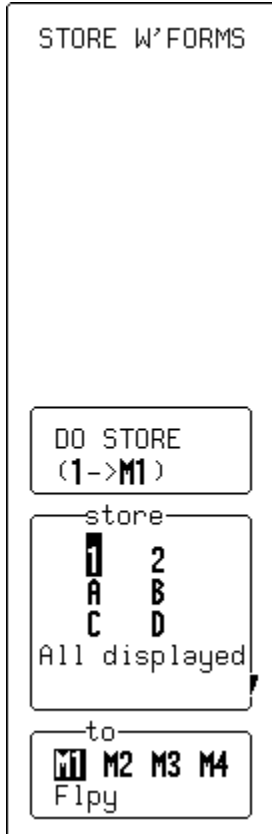 STORE W'FORMS
DO STORE
(1->M1)
store
1 2
A B
C D
All displayed
to
M1 M2 M3 M4
Flpy